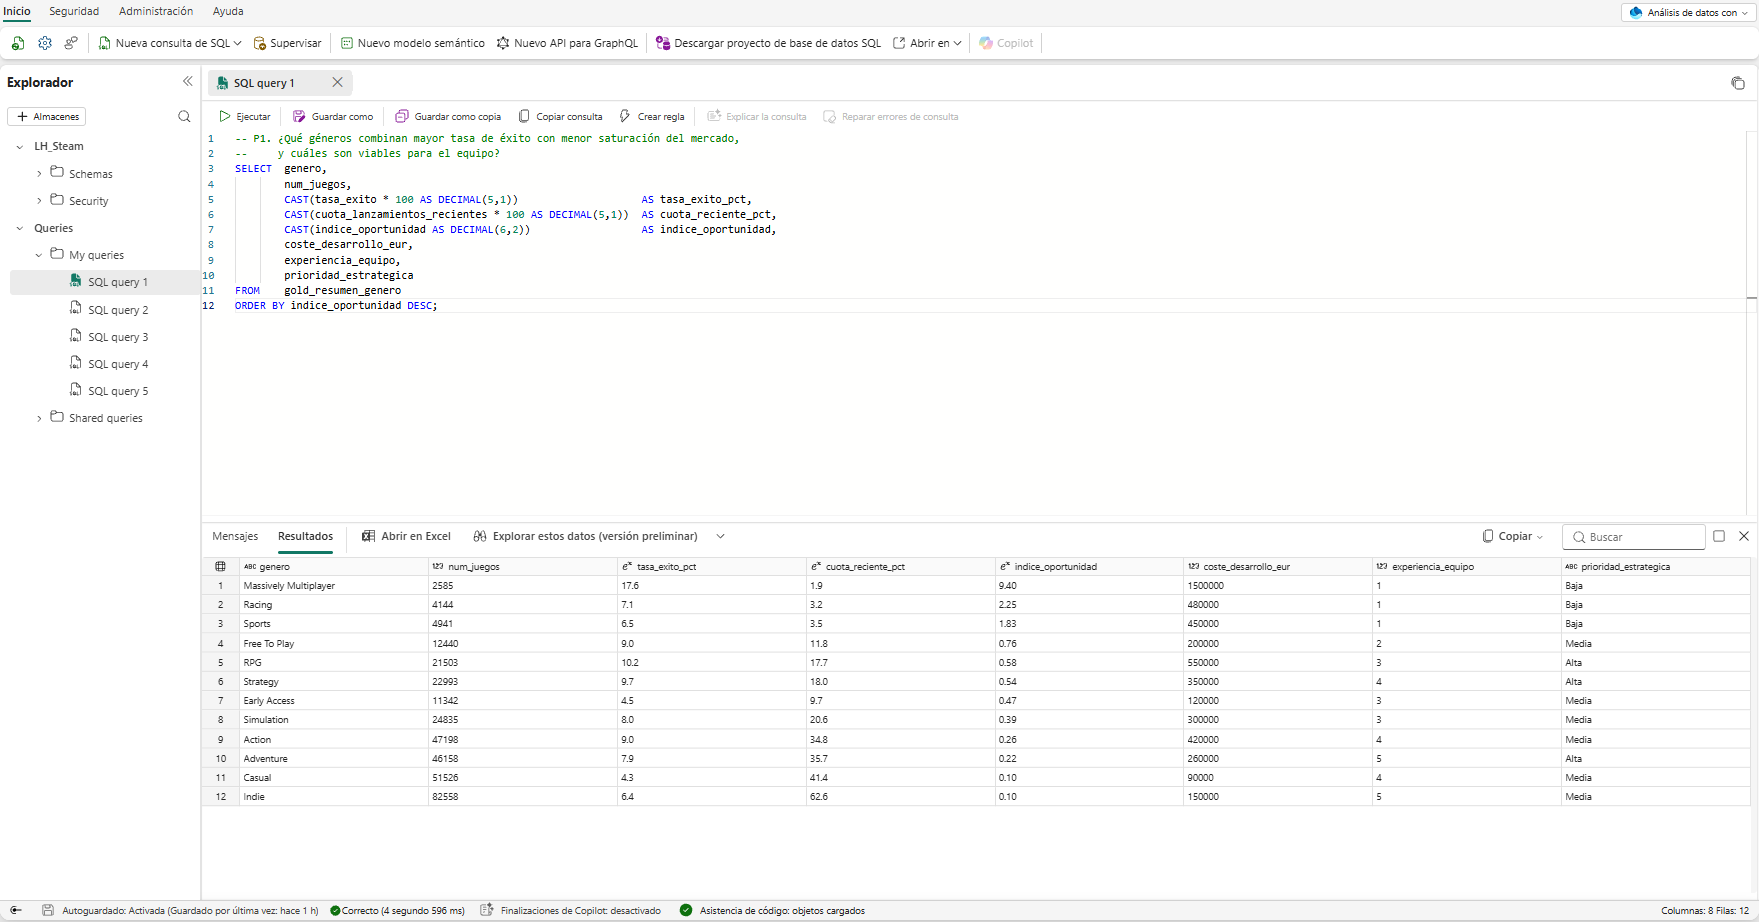 Inicio Seguridad Administración Ayuda
Análisis de datos con
Nueva consulta de SQL Supervisar Nuevo modelo semántico Nuevo API para GraphQL Descargar proyecto de base de datos SQL Abrir en Copilot
Explorador
+ Almacenes
LH_Steam
Schemas
Security
Queries
My queries
SQL query 1
SQL query 2
SQL query 3
SQL query 4
SQL query 5
Shared queries
SQL query 1
Ejecutar Guardar como Guardar como copia Copiar consulta Crear regla Explicar la consulta Reparar errores de consulta
1 -- P1. ¿Qué géneros combinan mayor tasa de éxito con menor saturación del mercado,
2 -- y cuáles son viables para el equipo?
3 SELECT genero,
4 num_juegos,
5 CAST(tasa_exito * 100 AS DECIMAL(5,1)) AS tasa_exito_pct,
6 CAST(cuota_lanzamientos_recientes * 100 AS DECIMAL(5,1)) AS cuota_reciente_pct,
7 CAST(indice_oportunidad AS DECIMAL(6,2)) AS indice_oportunidad,
8 coste_desarrollo_eur,
9 experiencia_equipo,
10 prioridad_estrategica
11 FROM gold_resumen_genero
12 ORDER BY indice_oportunidad DESC;
Mensajes Resultados Abrir en Excel Explorar estos datos (versión preliminar) Copiar Buscar
ABC genero 123 num_juegos eˣ tasa_exito_pct eˣ cuota_reciente_pct eˣ indice_oportunidad 123 coste_desarrollo_eur 123 experiencia_equipo ABC prioridad_estrategica
1 Massively Multiplayer 2585 17.6 1.9 9.40 1500000 1 Baja
2 Racing 4144 7.1 3.2 2.25 480000 1 Baja
3 Sports 4941 6.5 3.5 1.83 450000 1 Baja
4 Free To Play 12440 9.0 11.8 0.76 200000 2 Media
5 RPG 21503 10.2 17.7 0.58 550000 3 Alta
6 Strategy 22993 9.7 18.0 0.54 350000 4 Alta
7 Early Access 11342 4.5 9.7 0.47 120000 3 Media
8 Simulation 24835 8.0 20.6 0.39 300000 3 Media
9 Action 47198 9.0 34.8 0.26 420000 4 Media
10 Adventure 46158 7.9 35.7 0.22 260000 5 Alta
11 Casual 51526 4.3 41.4 0.10 90000 4 Media
12 Indie 82558 6.4 62.6 0.10 150000 5 Media
Autoguardado: Activada (Guardado por última vez: hace 1 h) Correcto (4 segundo 596 ms) Finalizaciones de Copilot: desactivado Asistencia de código: objetos cargados Columnas: 8 Filas: 12